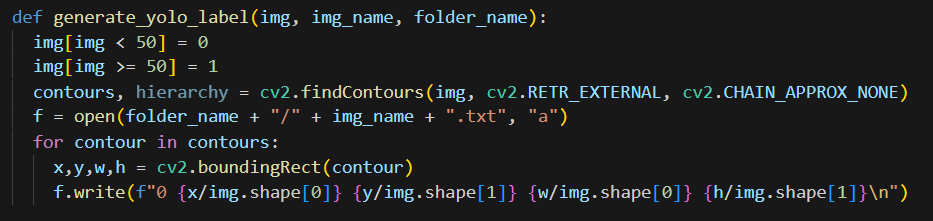 def generate_yolo_label(img, img_name, folder_name):
  img[img < 50] = 0
  img[img >= 50] = 1
  contours, hierarchy = cv2.findContours(img, cv2.RETR_EXTERNAL, cv2.CHAIN_APPROX_NONE)
  f = open(folder_name + "/" + img_name + ".txt", "a")
  for contour in contours:
    x,y,w,h = cv2.boundingRect(contour)
    f.write(f"0 {x/img.shape[0]} {y/img.shape[1]} {w/img.shape[0]} {h/img.shape[1]}\n")